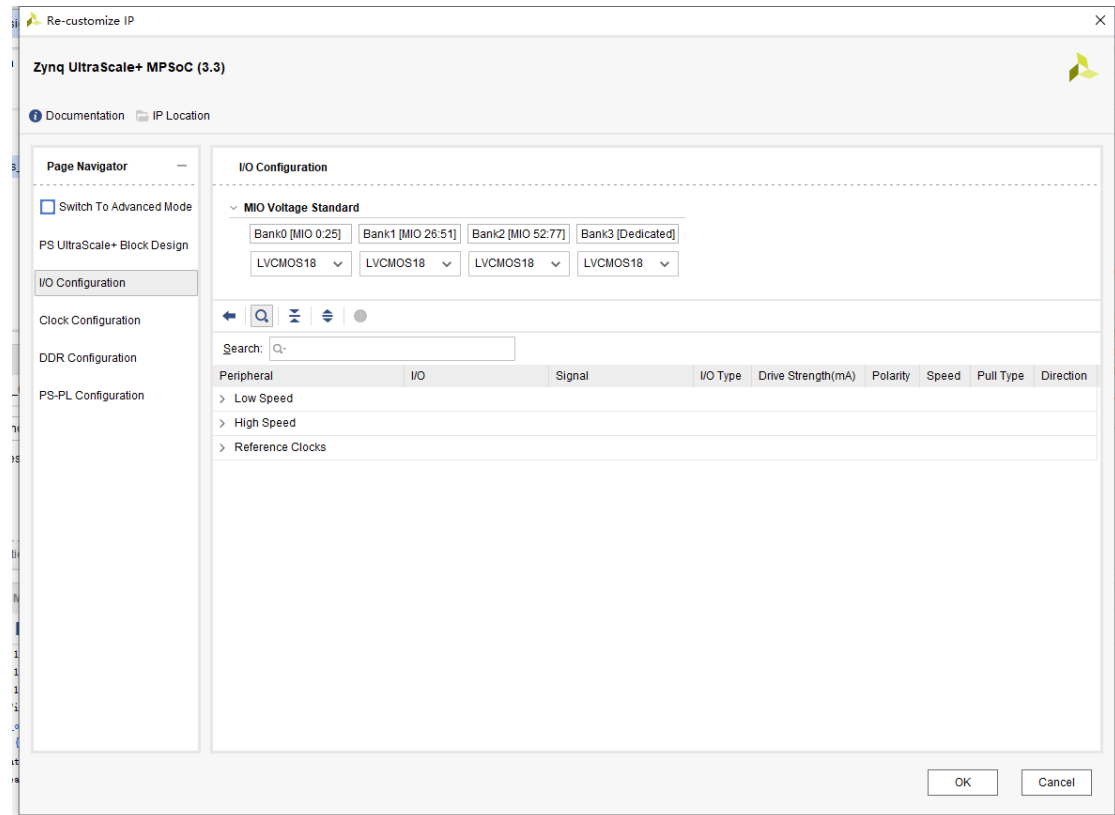 Re-customize IP
Zynq UltraScale+ MPSoC (3.3)
Documentation IP Location
Page Navigator
Switch To Advanced Mode
PS UltraScale+ Block Design
I/O Configuration
Clock Configuration
DDR Configuration
PS-PL Configuration
I/O Configuration
MIO Voltage Standard
Bank0 [MIO 0:25] Bank1 [MIO 26:51] Bank2 [MIO 52:77] Bank3 [Dedicated]
LVCMOS18 LVCMOS18 LVCMOS18 LVCMOS18
Search: Q-
Peripheral I/O Signal I/O Type Drive Strength(mA) Polarity Speed Pull Type Direction
Low Speed
High Speed
Reference Clocks
OK Cancel